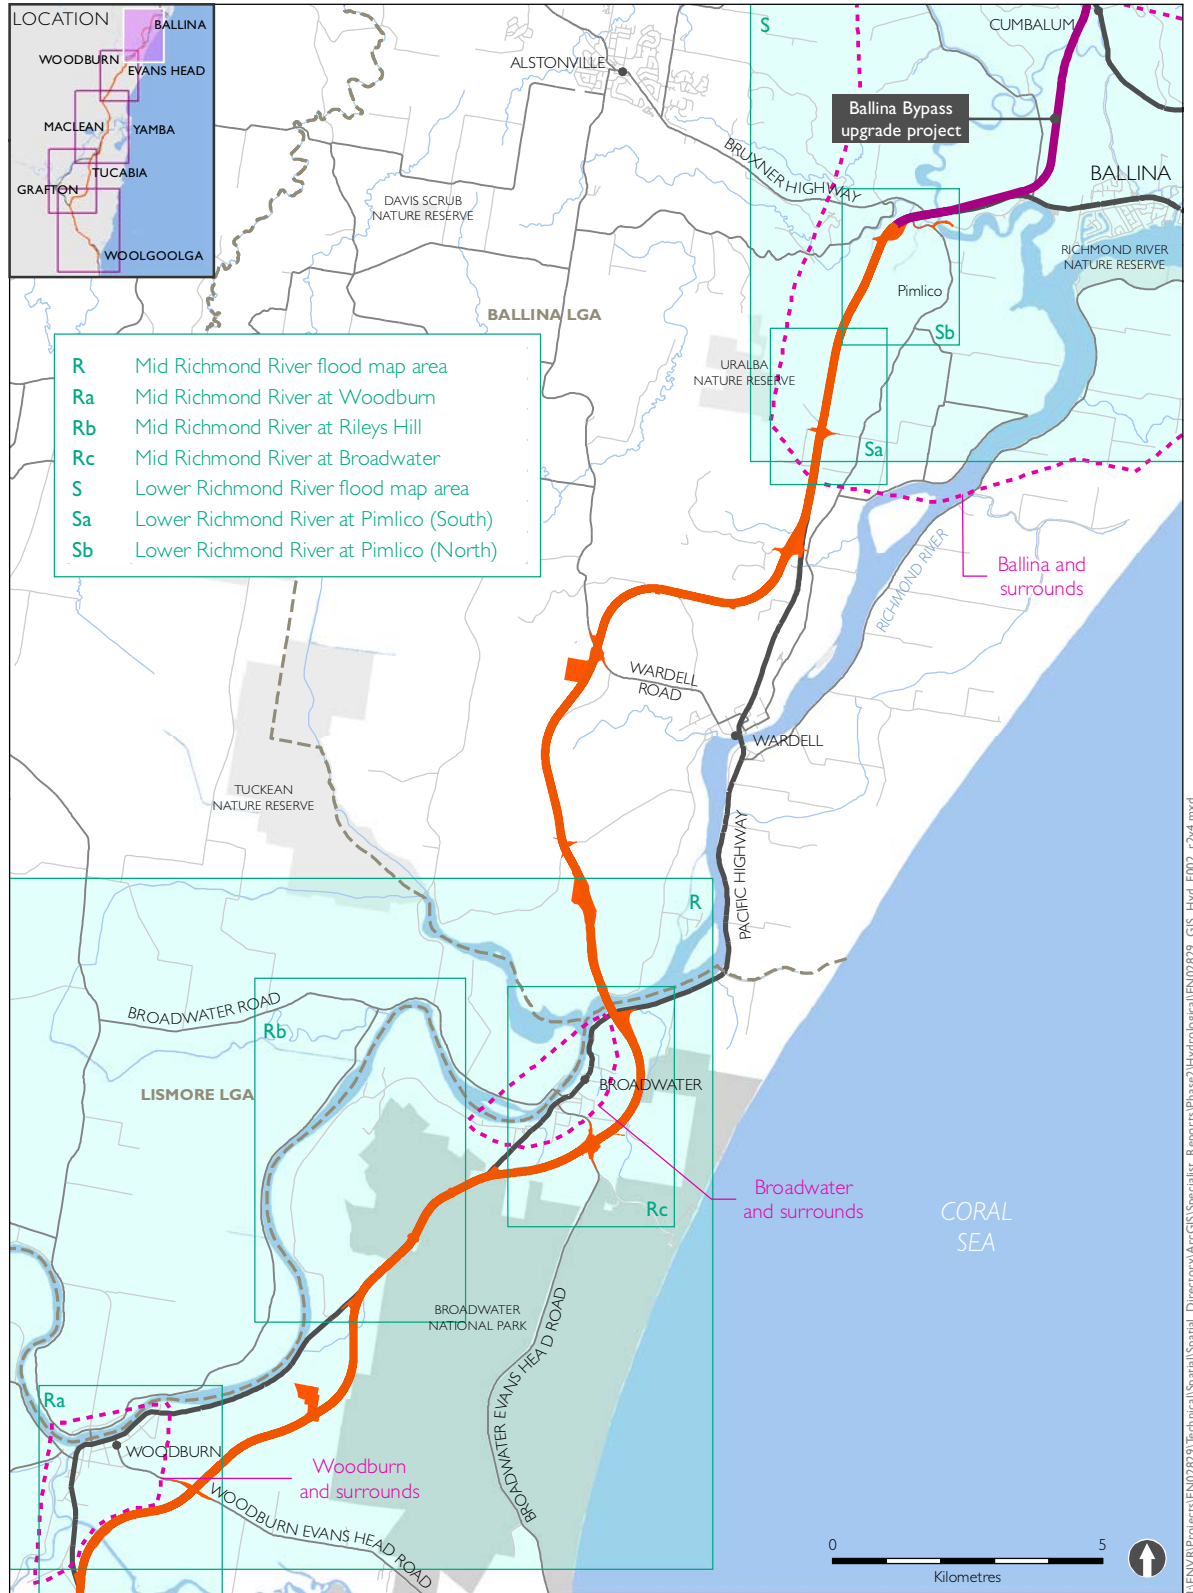 LOCATION
BALLINA
WOODBURN
EVANS HEAD
MACLEAN
YAMBA
TUCABIA
GRAFTON
WOOLGOOLGA
S
CUMBALUM
ALSTONVILLE
Ballina Bypass
upgrade project
BRUXNER HIGHWAY
BALLINA
DAVIS SCRUB
NATURE RESERVE
RICHMOND RIVER
NATURE RESERVE
Pimlico
BALLINA LGA
Sb
URALBA
NATURE RESERVE
R Mid Richmond River flood map area
Ra Mid Richmond River at Woodburn
Rb Mid Richmond River at Rileys Hill
Rc Mid Richmond River at Broadwater
S Lower Richmond River flood map area
Sa Lower Richmond River at Pimlico (South)
Sb Lower Richmond River at Pimlico (North)
Sa
RICHMOND RIVER
Ballina and
surrounds
WARDELL
ROAD
WARDELL
TUCKEAN
NATURE RESERVE
PACIFIC HIGHWAY
R
BROADWATER ROAD
Rb
BROADWATER
LISMORE LGA
Broadwater
and surrounds
Rc
CORAL
SEA
BROADWATER
NATIONAL PARK
BROADWATER EVANS HEAD ROAD
Ra
WOODBURN
Woodburn
and surrounds
WOODBURN EVANS HEAD ROAD
0 5
Kilometres